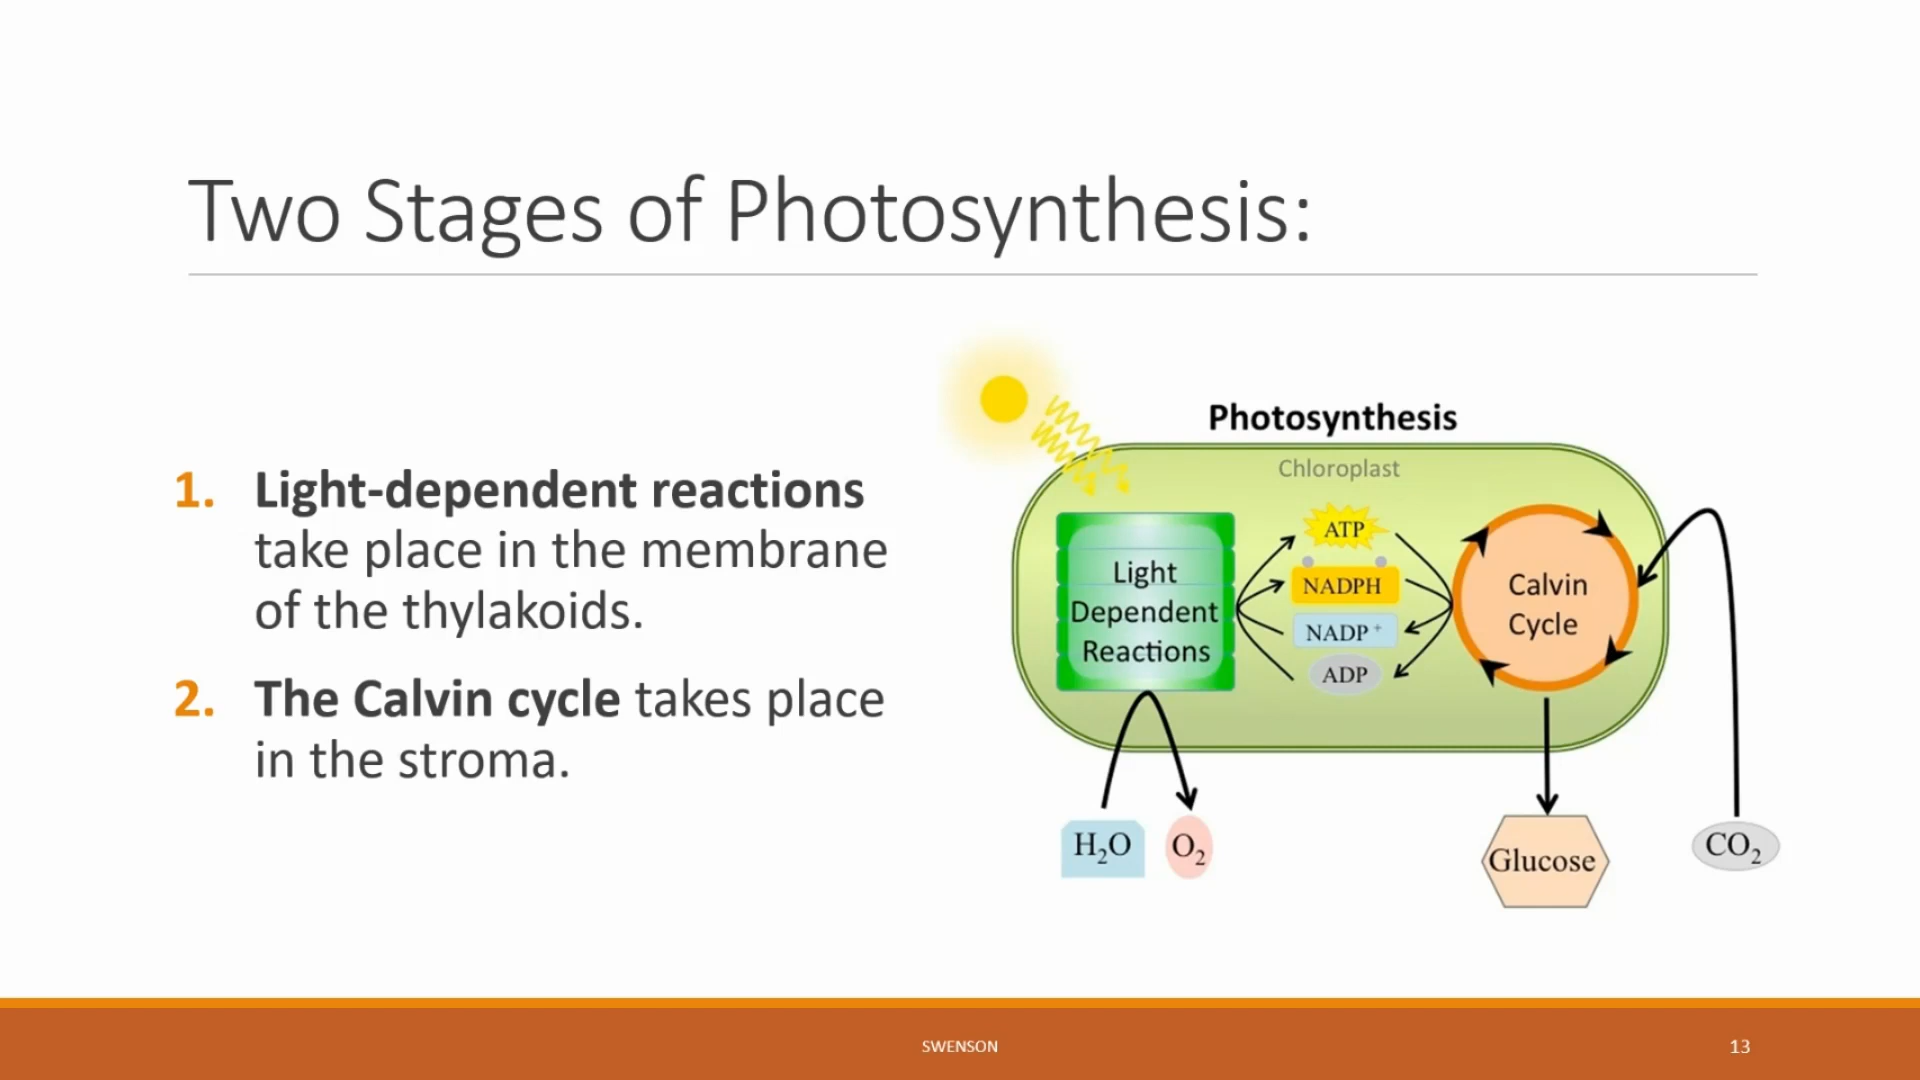 Two Stages of Photosynthesis:
1. Light-dependent reactions
take place in the membrane
of the thylakoids.
2. The Calvin cycle takes place
in the stroma.
Photosynthesis
Chloroplast
Light
Dependent
Reactions
ATP
NADPH
NADP⁺
ADP
Calvin
Cycle
H₂O
O₂
Glucose
CO₂
SWENSON
13